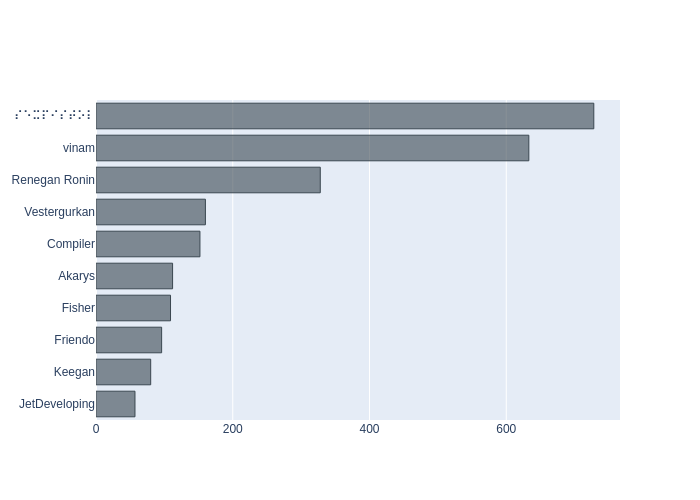 vinam
Renegan Ronin
Vestergurkan
Compiler
Akarys
Fisher
Friendo
Keegan
JetDeveloping
0 200 400 600